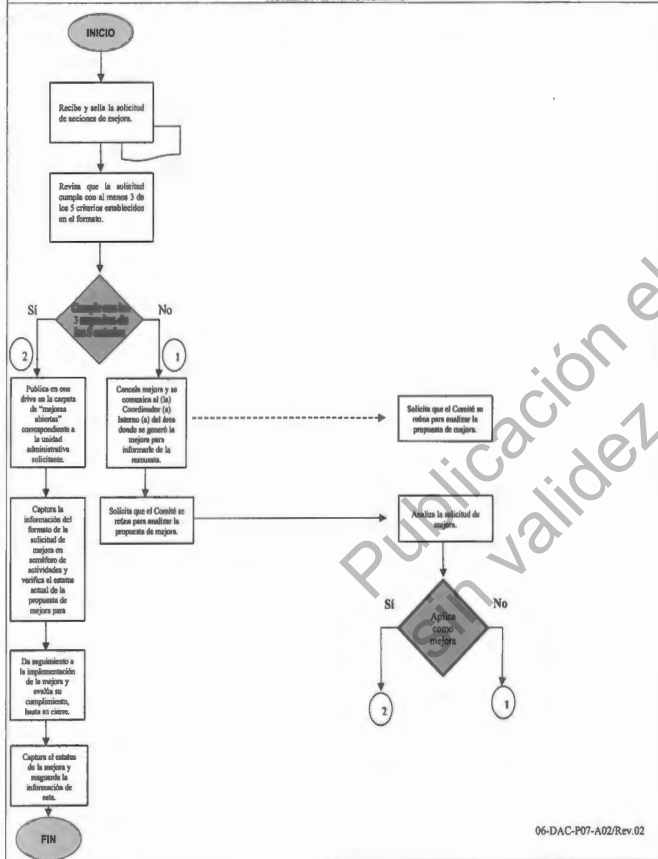 INICIO
Recibe y sella la solicitud
de acciones de mejora.
Revisa que la solicitud
cumpla con al menos 3 de
los 5 criterios establecidos
en el formato.
Cumple con los
3
Sí
No
2
1
Publica en one
drive en la carpeta
de "mejoras
abiertas"
correspondiente a
la unidad
administrativa
solicitante.
Cancela mejora y se
comunica al (la)
Coordinador (a)
Interno (a) del área
donde se generó la
mejora para
informarle de la
respuesta.
Solicita que el Comité se
reúna para analizar la
propuesta de mejora.
Captura la
información del
formato de la
solicitud de
mejora en
semáforo de
actividades y
verifica el estatus
actual de la
propuesta de
mejora para
Solicita que el Comité se
reúna para analizar la
propuesta de mejora.
Analiza la solicitud de
mejora.
Sí
No
Aplica
como
mejora
2
1
Da seguimiento a
la implementación
de la mejora y
evalúa su
cumplimiento,
hasta su cierre.
Captura el estatus
de la mejora y
resguarda la
información de
esta.
FIN
06-DAC-P07-A02/Rev.02
Publicación el
sin validez